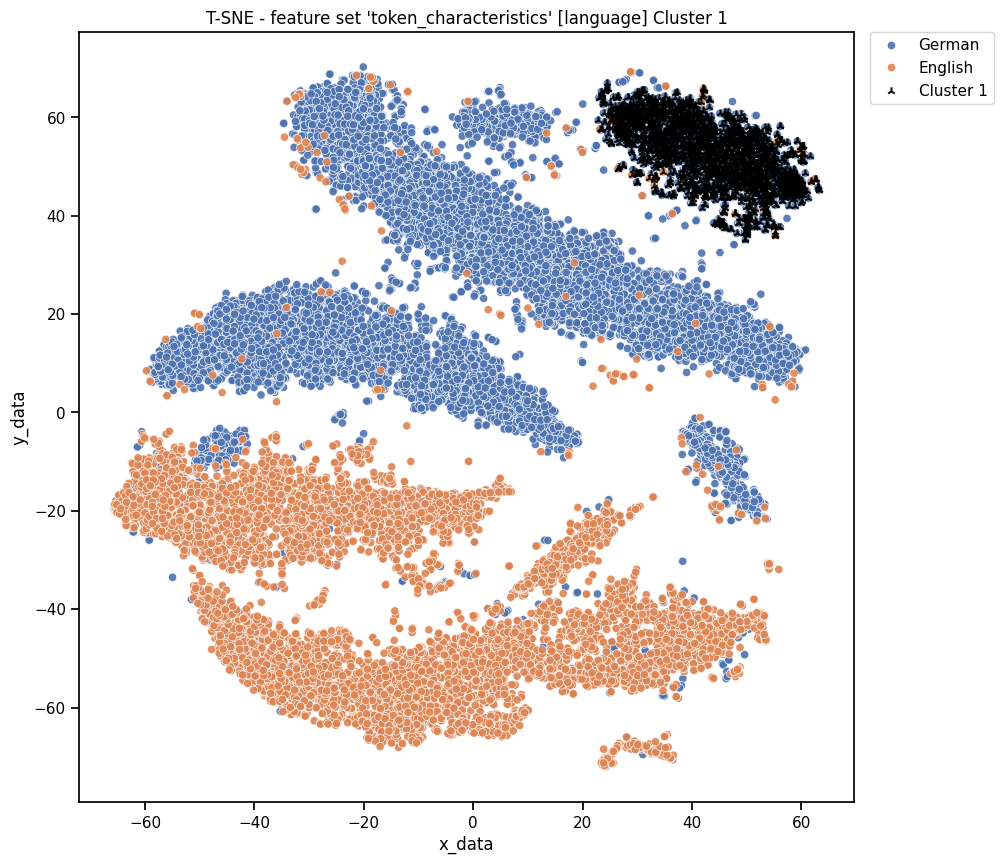 T-SNE - feature set 'token_characteristics' [language] Cluster 1
German
English
Cluster 1
y_data
60
40
20
0
−20
−40
−60
−60
−40
−20
0
20
40
60
x_data